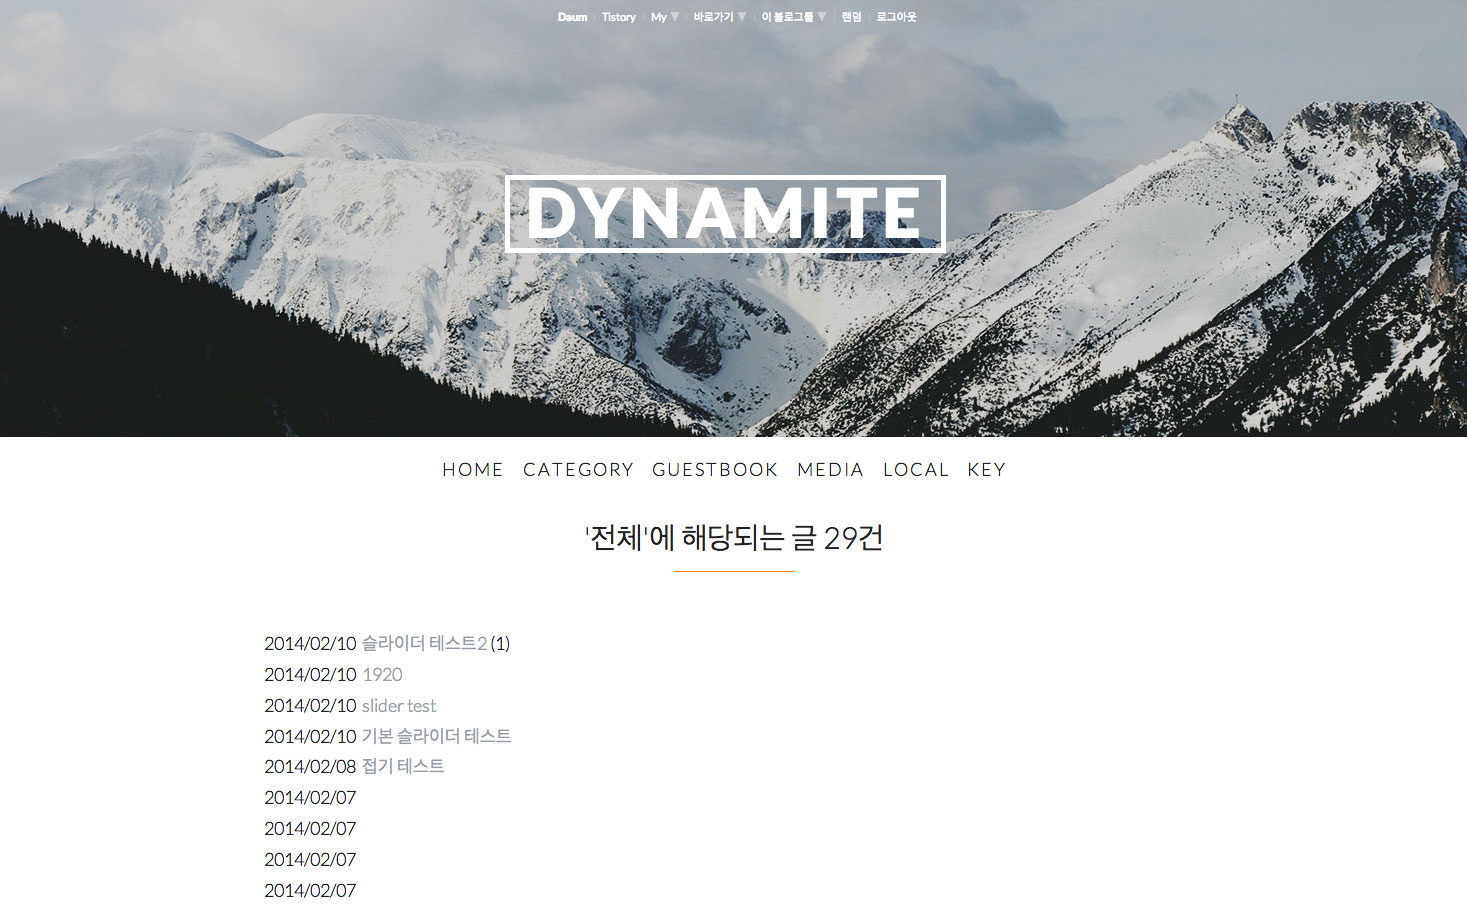 Daum Tistory My ▼ 바로가기 ▼ 이 블로그를 ▼ 랜덤 로그아웃
DYNAMITE
HOME CATEGORY GUESTBOOK MEDIA LOCAL KEY
'전체'에 해당되는 글 29건
2014/02/10 슬라이더 테스트2 (1)
2014/02/10 1920
2014/02/10 slider test
2014/02/10 기본 슬라이더 테스트
2014/02/08 접기 테스트
2014/02/07
2014/02/07
2014/02/07
2014/02/07